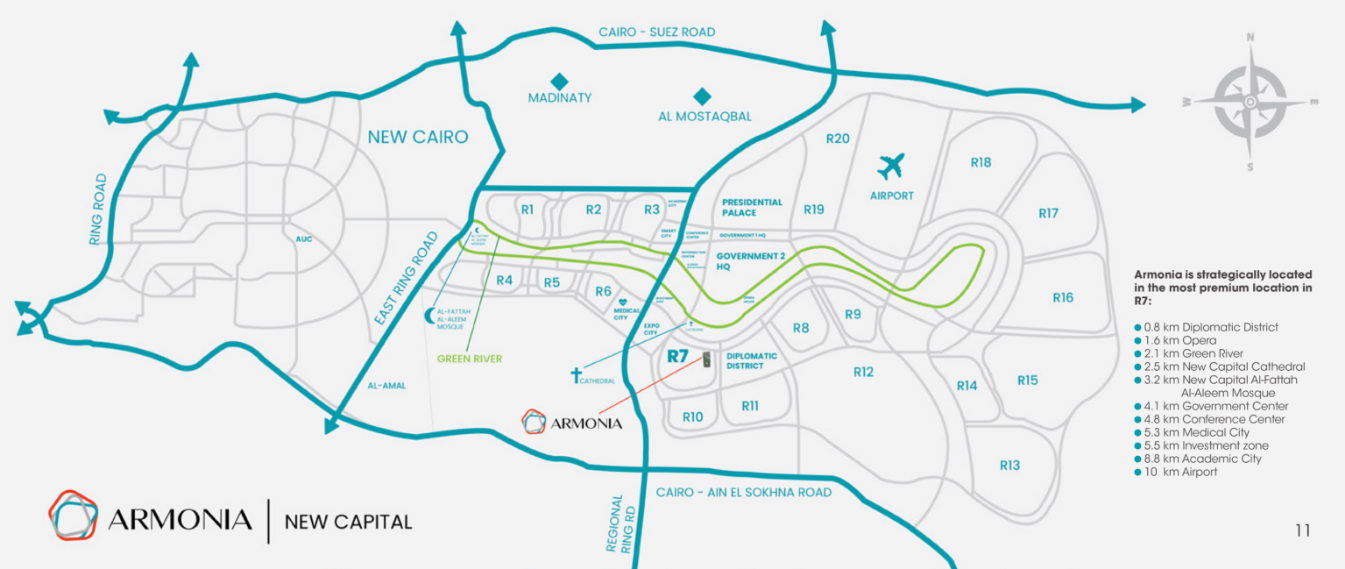 CAIRO - SUEZ ROAD
MADINATY
AL MOSTAQBAL
NEW CAIRO
RING ROAD
AUC
EAST RING ROAD
R20
R18
AIRPORT
R19
R17
R16
PRESIDENTIAL
PALACE
R1
R2
R3
GOVERNMENT 1 HQ
GOVERNMENT 2
HQ
R4
R5
R6
MEDICAL
CITY
EXPO
CITY
AL-FATTAH
AL-ALEEM
MOSQUE
GREEN RIVER
AL-AMAL
CATHEDRAL
R7
DIPLOMATIC
DISTRICT
R8
R9
R12
R14
R15
R10
R11
R13
ARMONIA
CAIRO - AIN EL SOKHNA ROAD
REGIONAL
RING RD
N
W
E
S
Armonia is strategically located
in the most premium location in
R7:
0.8 km Diplomatic District
1.6 km Opera
2.1 km Green River
2.5 km New Capital Cathedral
3.2 km New Capital Al-Fattah
Al-Aleem Mosque
4.1 km Government Center
4.8 km Conference Center
5.3 km Medical City
5.5 km Investment zone
8.8 km Academic City
10 km Airport
ARMONIA
NEW CAPITAL
11